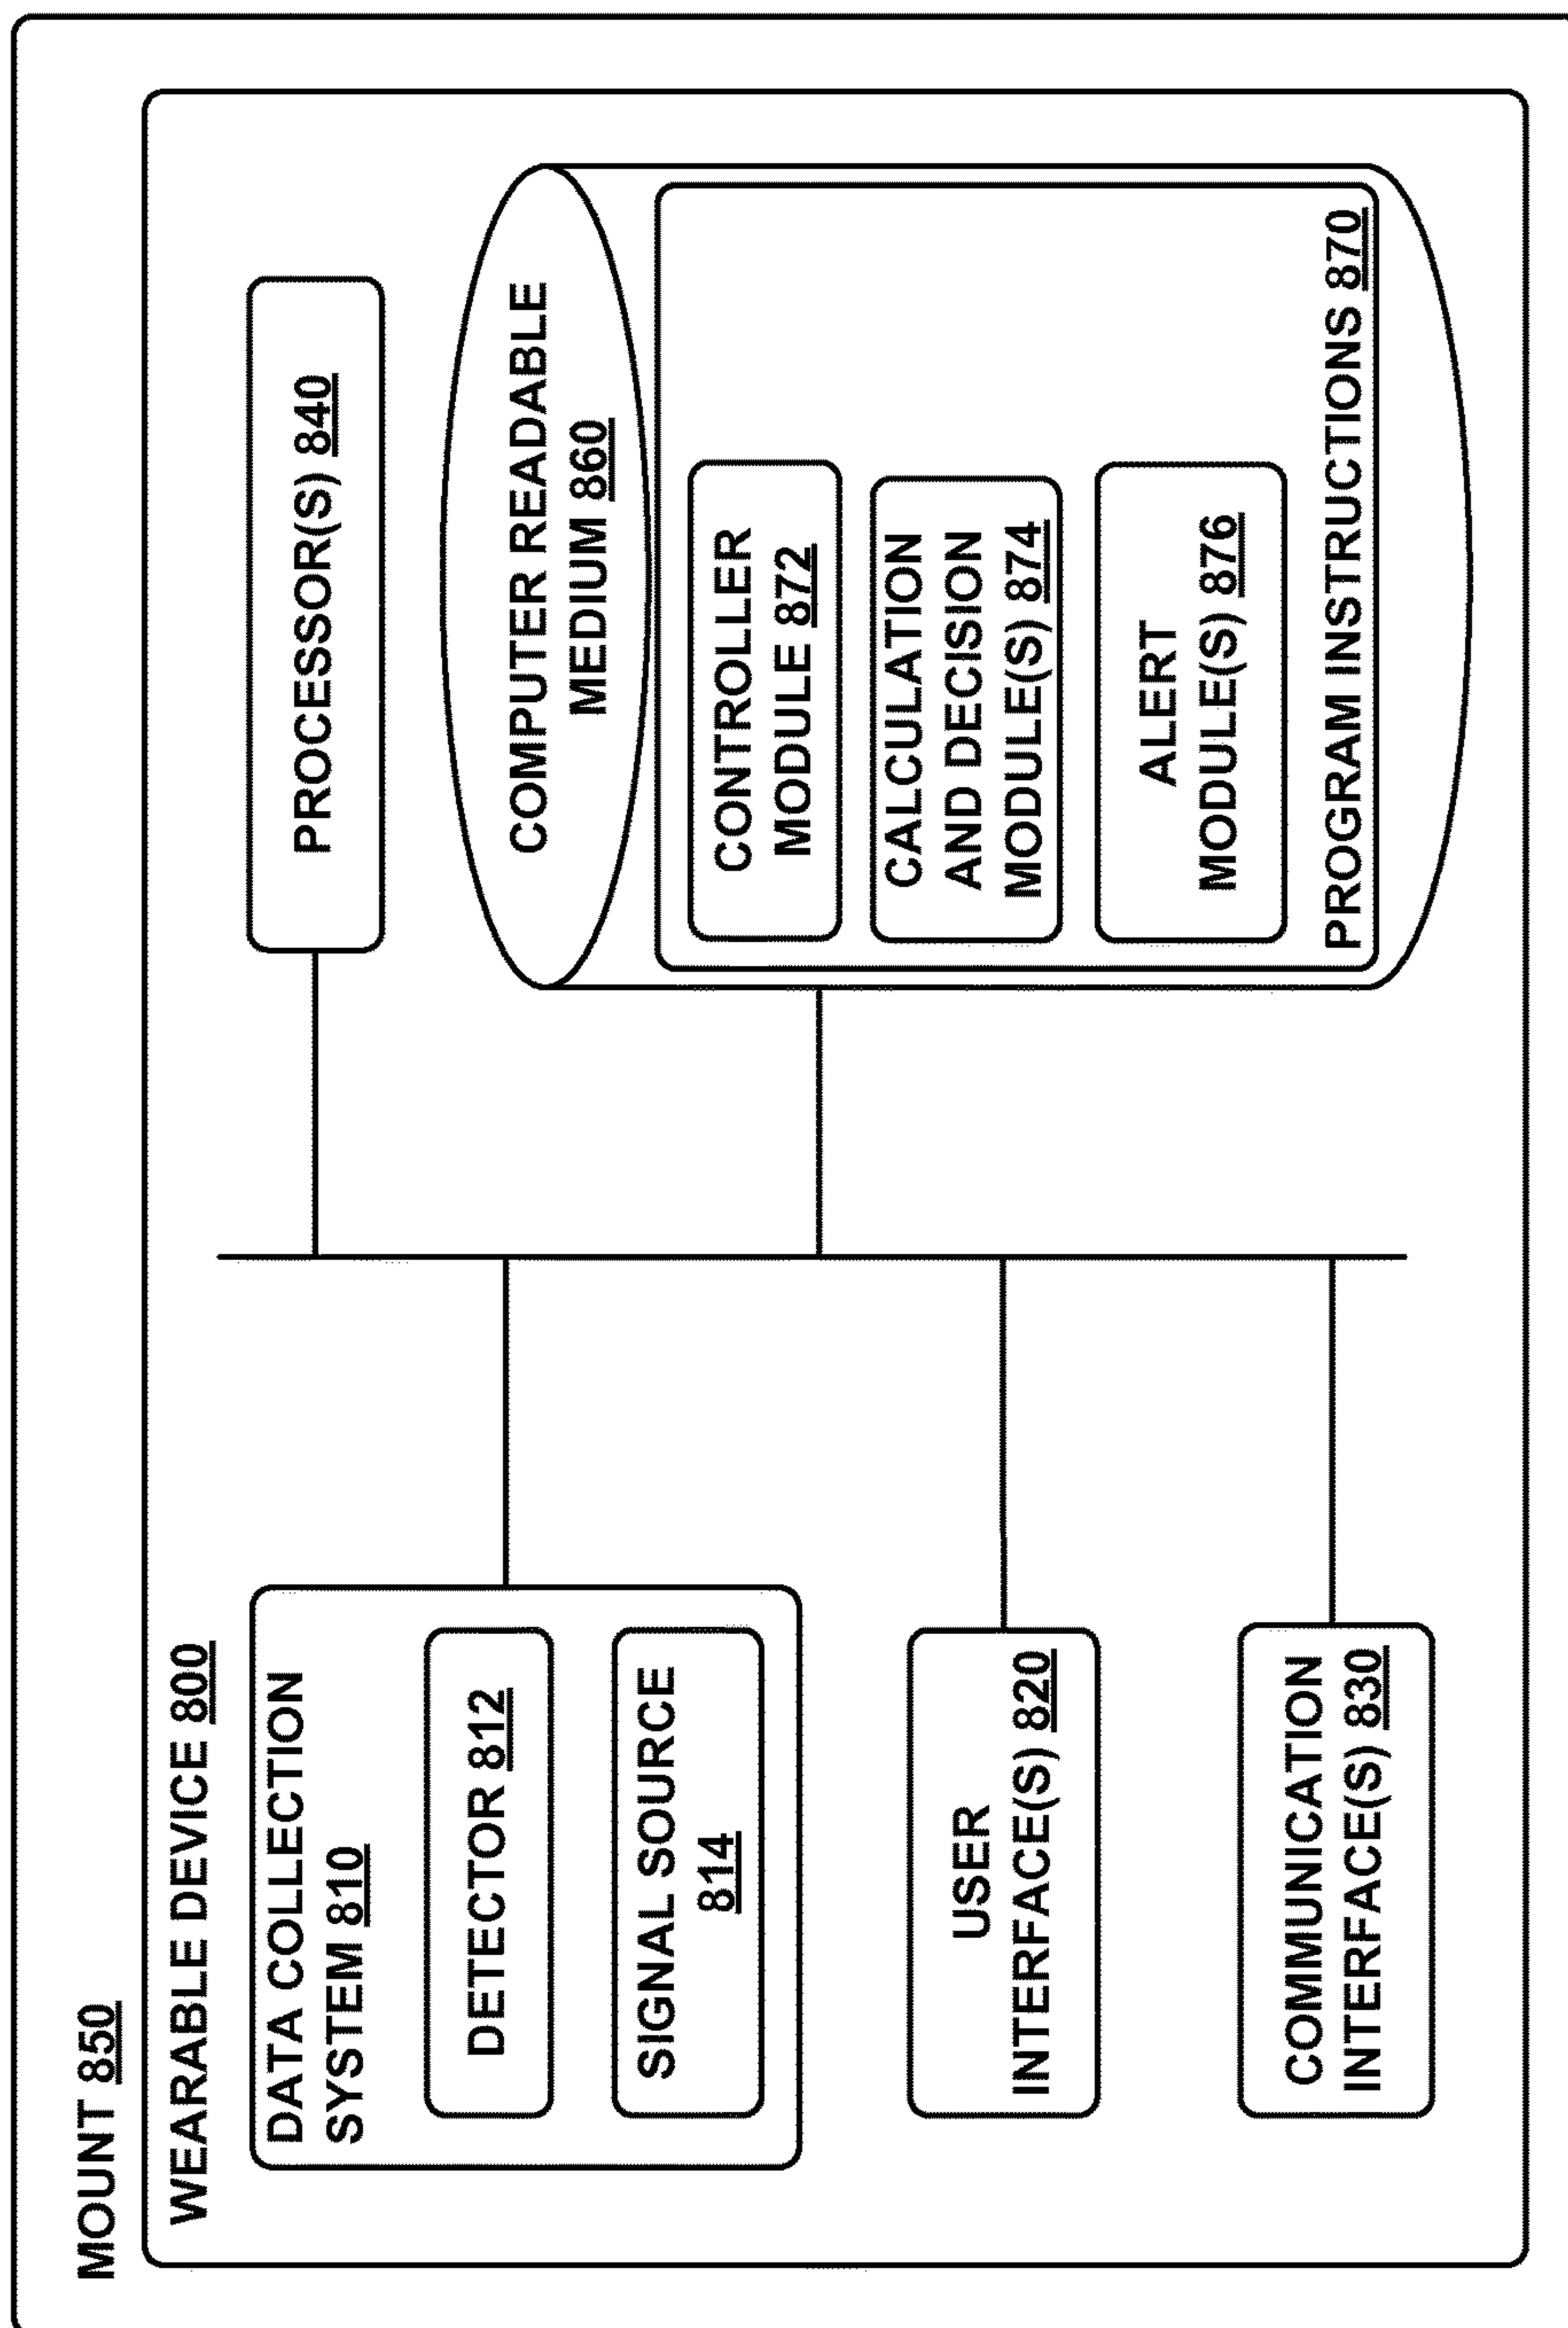 MOUNT 850
WEARABLE DEVICE 800
DATA COLLECTION
SYSTEM 810
DETECTOR 812
SIGNAL SOURCE
814
USER
INTERFACE(S) 820
COMMUNICATION
INTERFACE(S) 830
PROCESSOR(S) 840
COMPUTER READABLE
MEDIUM 860
CONTROLLER
MODULE 872
CALCULATION
AND DECISION
MODULE(S) 874
ALERT
MODULE(S) 876
PROGRAM INSTRUCTIONS 870